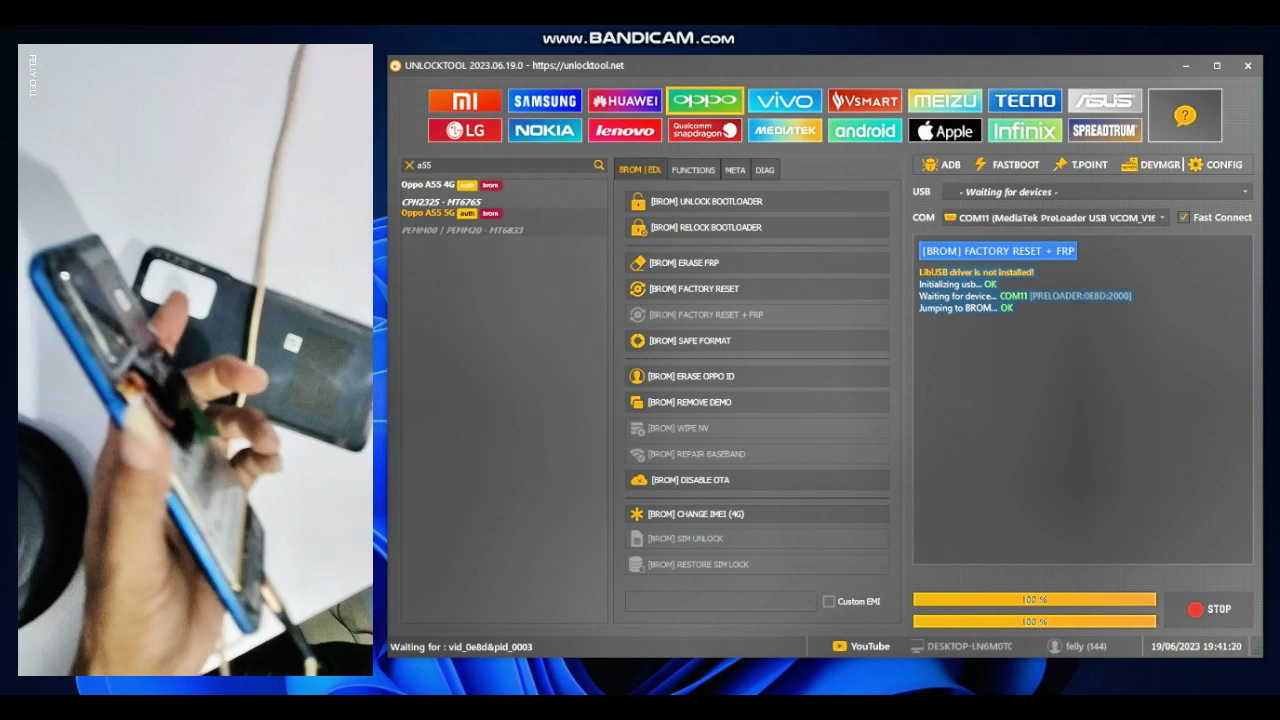 www.BANDICAM.com
FELLY CELL
UNLOCKTOOL 2023.06.19.0 - https://unlocktool.net
mi SAMSUNG HUAWEI oppo vivo VSMART MEIZU TECNO ASUS ?
LG NOKIA lenovo Qualcomm snapdragon MEDIATEK android Apple Infinix SPREADTRUM
a55
Oppo A55 4G auth brom
CPH2325 - MT6765
Oppo A55 5G auth brom
PEMM00 | PEMM20 - MT6833
BROM | EDL FUNCTIONS META DIAG
[BROM] UNLOCK BOOTLOADER
[BROM] RELOCK BOOTLOADER
[BROM] ERASE FRP
[BROM] FACTORY RESET
[BROM] FACTORY RESET + FRP
[BROM] SAFE FORMAT
[BROM] ERASE OPPO ID
[BROM] REMOVE DEMO
[BROM] WIPE NV
[BROM] REPAIR BASEBAND
[BROM] DISABLE OTA
[BROM] CHANGE IMEI (4G)
[BROM] SIM UNLOCK
[BROM] RESTORE SIM LOCK
Custom EMI
ADB FASTBOOT T.POINT DEVMGR CONFIG
USB - Waiting for devices -
COM COM11 (MediaTek PreLoader USB VCOM_V16 Fast Connect
[BROM] FACTORY RESET + FRP
LibUSB driver is not installed!
Initializing usb... OK
Waiting for device... COM11 [PRELOADER:0E8D:2000]
Jumping to BROM... OK
100 %
100 %
STOP
Waiting for : vid_0e8d&pid_0003
YouTube DESKTOP-LN6M0TC felly (144) 19/06/2023 19:41:20